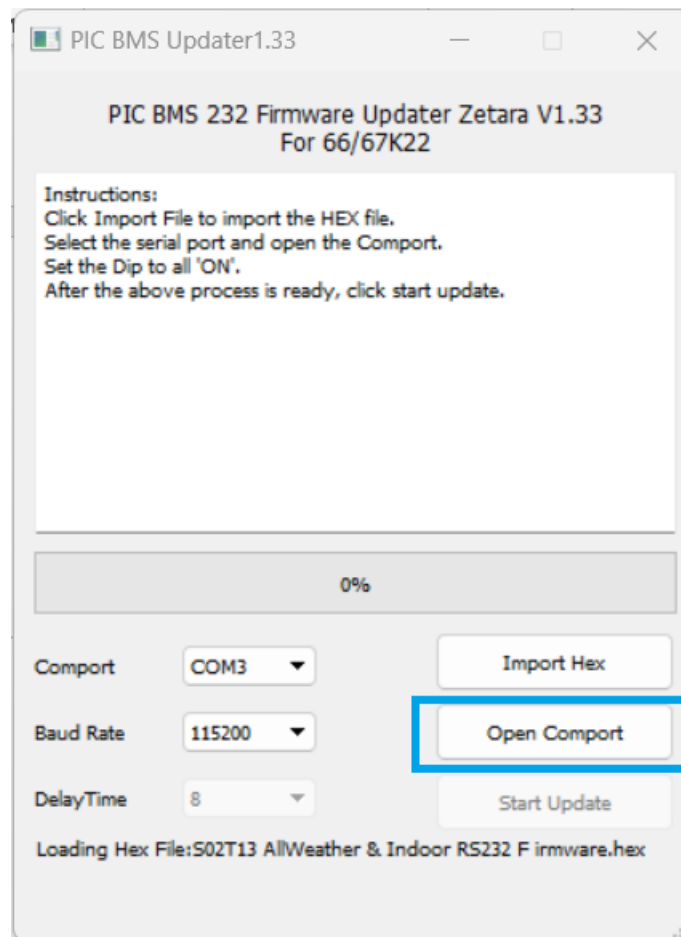 PIC BMS Updater1.33
PIC BMS 232 Firmware Updater Zetara V1.33
For 66/67K22
Instructions:
Click Import File to import the HEX file.
Select the serial port and open the Comport.
Set the Dip to all 'ON'.
After the above process is ready, click start update.
0%
Comport COM3 Import Hex
Baud Rate 115200 Open Comport
DelayTime 8 Start Update
Loading Hex File:S02T13 AllWeather & Indoor RS232 F irmware.hex